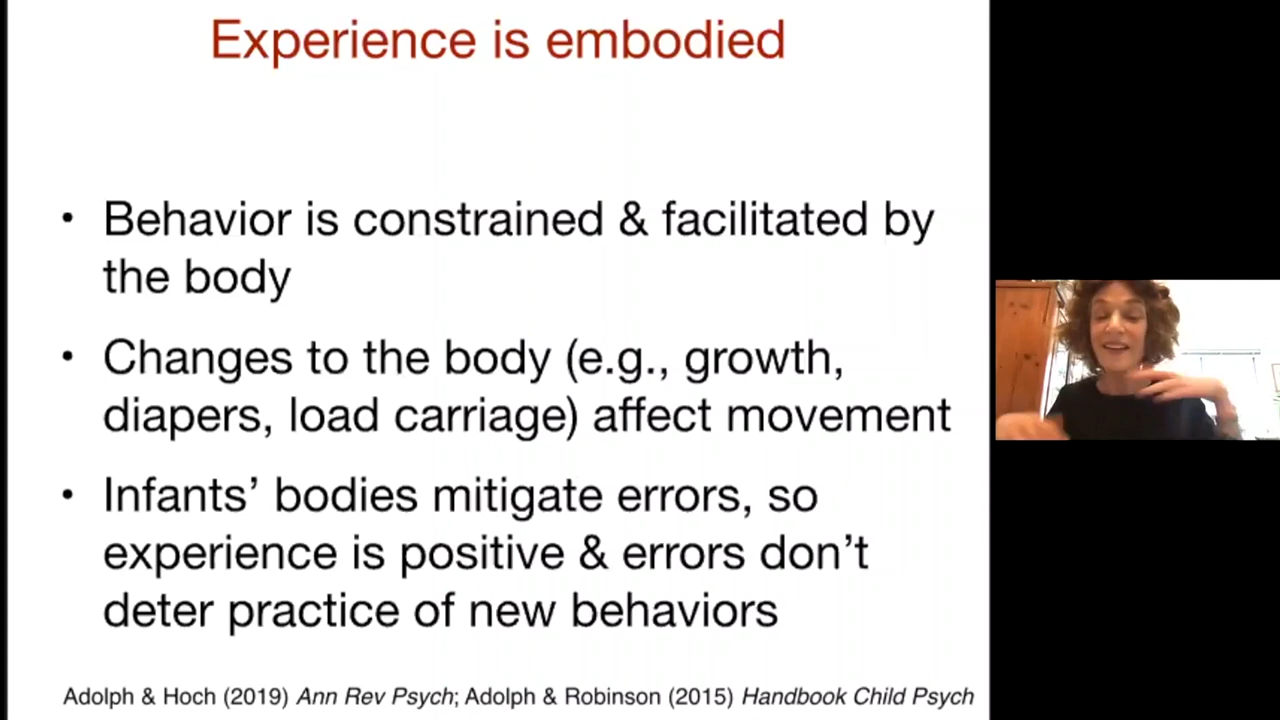 Experience is embodied
• Behavior is constrained & facilitated by
the body
• Changes to the body (e.g., growth,
diapers, load carriage) affect movement
• Infants’ bodies mitigate errors, so
experience is positive & errors don’t
deter practice of new behaviors
Adolph & Hoch (2019) Ann Rev Psych; Adolph & Robinson (2015) Handbook Child Psych